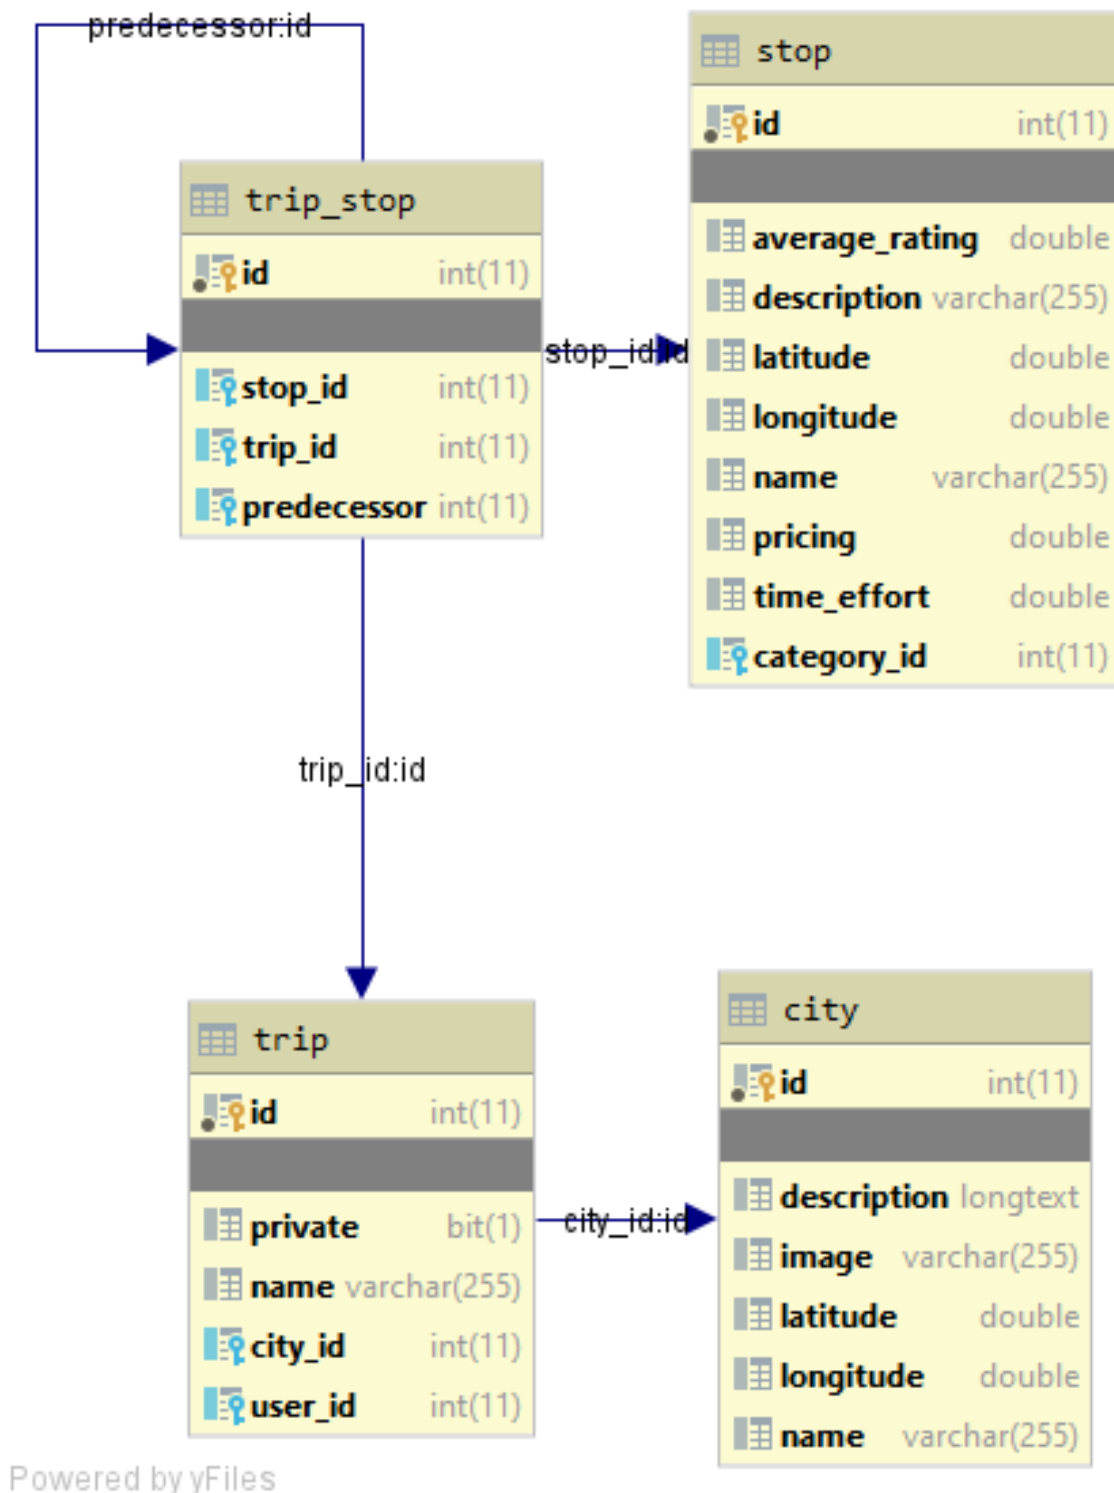 predecessor:id
trip_stop
id int(11)
stop_id int(11)
trip_id int(11)
predecessor int(11)
stop_id:id
stop
id int(11)
average_rating double
description varchar(255)
latitude double
longitude double
name varchar(255)
pricing double
time_effort double
category_id int(11)
trip_id:id
trip
id int(11)
private bit(1)
name varchar(255)
city_id int(11)
user_id int(11)
city_id:id
city
id int(11)
description longtext
image varchar(255)
latitude double
longitude double
name varchar(255)
Powered by yFiles